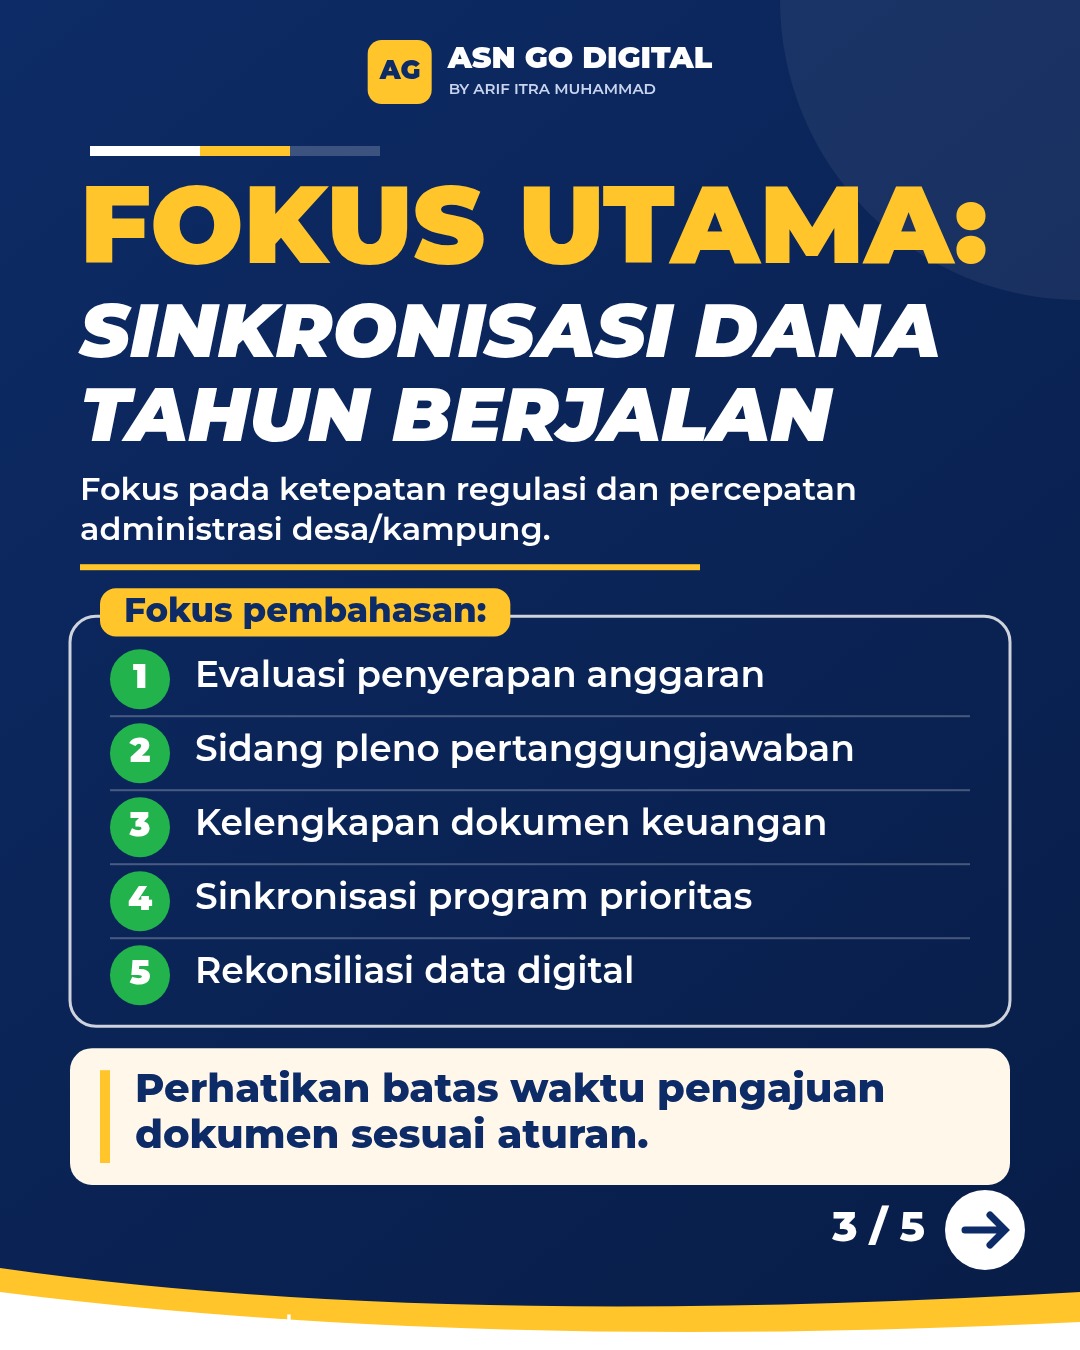 AG
ASN GO DIGITAL
BY ARIF ITRA MUHAMMAD
FOKUS UTAMA:
SINKRONISASI DANA
TAHUN BERJALAN
Fokus pada ketepatan regulasi dan percepatan
administrasi desa/kampung.
Fokus pembahasan:
1 Evaluasi penyerapan anggaran
2 Sidang pleno pertanggungjawaban
3 Kelengkapan dokumen keuangan
4 Sinkronisasi program prioritas
5 Rekonsiliasi data digital
Perhatikan batas waktu pengajuan
dokumen sesuai aturan.
3 / 5